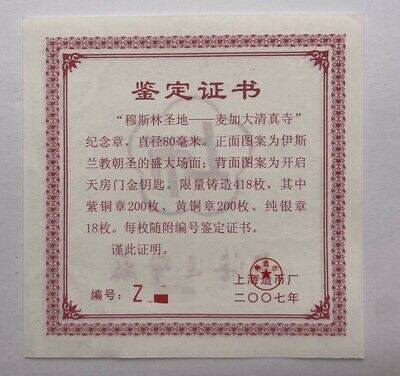 鉴定证书
“穆斯林圣地——麦加大清真寺”
纪念章，直径80毫米。正面图案为伊斯
兰教朝圣的盛大场面；背面图案为开启
天房门金钥匙。限量铸造418枚，其中
紫铜章200枚、黄铜章200枚、纯银章
18枚。每枚随附编号鉴定证书。
谨此证明。
上海造币厂
编号：Z
二〇〇七年